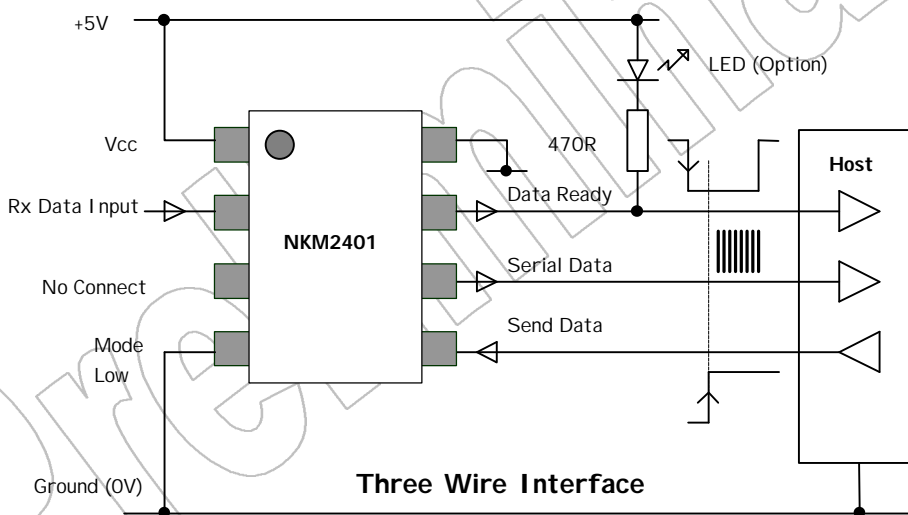 +5V
LED (Option)
Vcc
470R
Host
Rx Data Input
Data Ready
NKM2401
No Connect
Serial Data
Mode
Low
Send Data
Ground (0V)
Three Wire Interface
Preliminary